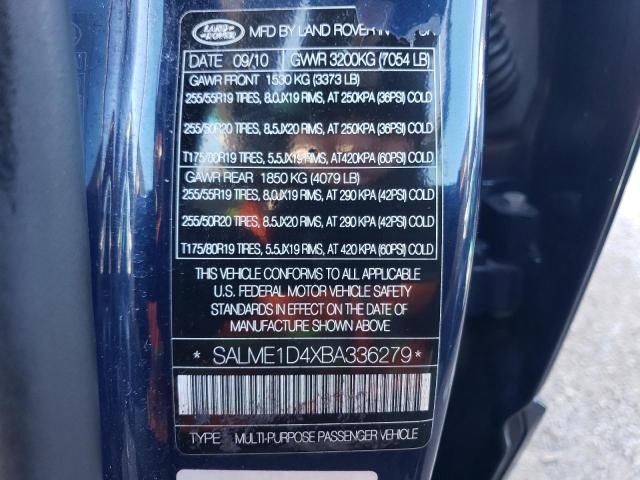 LAND ROVER
MFD BY LAND ROVER IN
DATE 09/10 GVWR 3200KG (7054 LB)
GAWR FRONT 1530 KG (3373 LB)
255/55R19 TIRES, 8.0JX19 RIMS, AT 250KPA (36PSI) COLD
255/50R20 TIRES, 8.5JX20 RIMS, AT 250KPA (36PSI) COLD
T175/80R19 TIRES, 5.5JX19 RIMS, AT 420KPA (60PSI) COLD
GAWR REAR 1850 KG (4079 LB)
255/55R19 TIRES, 8.0JX19 RIMS, AT 290 KPA (42PSI) COLD
255/50R20 TIRES, 8.5JX20 RIMS, AT 290 KPA (42PSI) COLD
T175/80R19 TIRES, 5.5JX19 RIMS, AT 420 KPA (60PSI) COLD
THIS VEHICLE CONFORMS TO ALL APPLICABLE
U.S. FEDERAL MOTOR VEHICLE SAFETY
STANDARDS IN EFFECT ON THE DATE OF
MANUFACTURE SHOWN ABOVE
* SALME1D4XBA336279 *
TYPE MULTI-PURPOSE PASSENGER VEHICLE